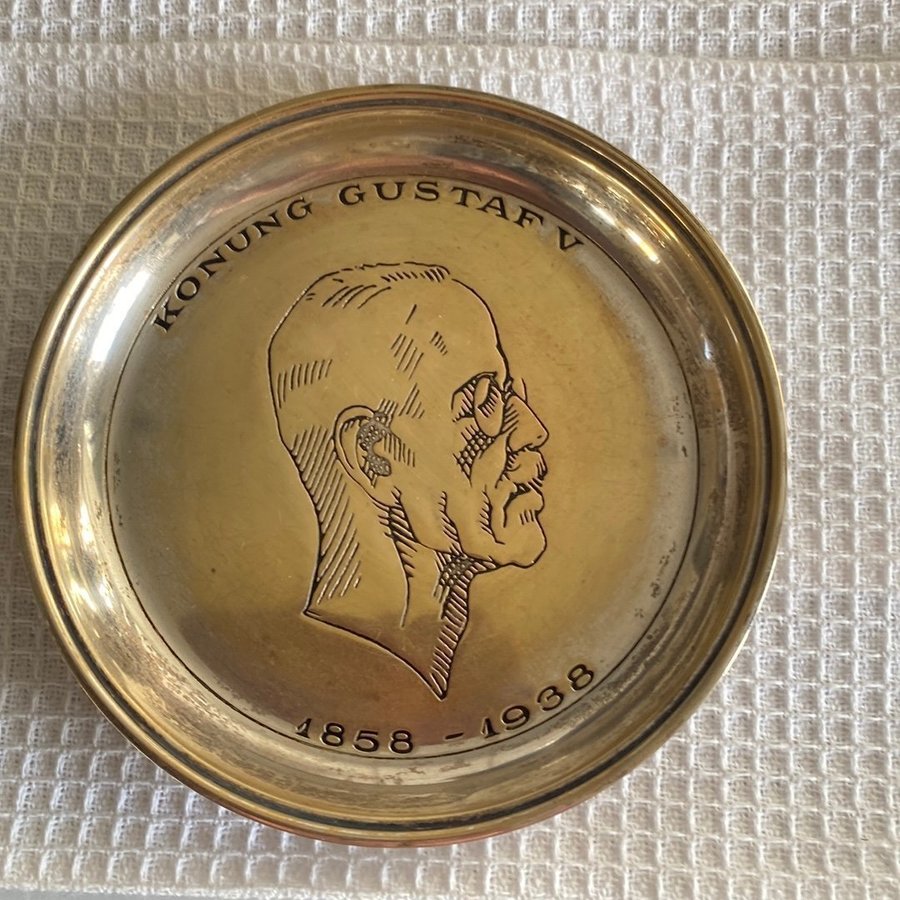 KONUNG GUSTAF V
1858 - 1938